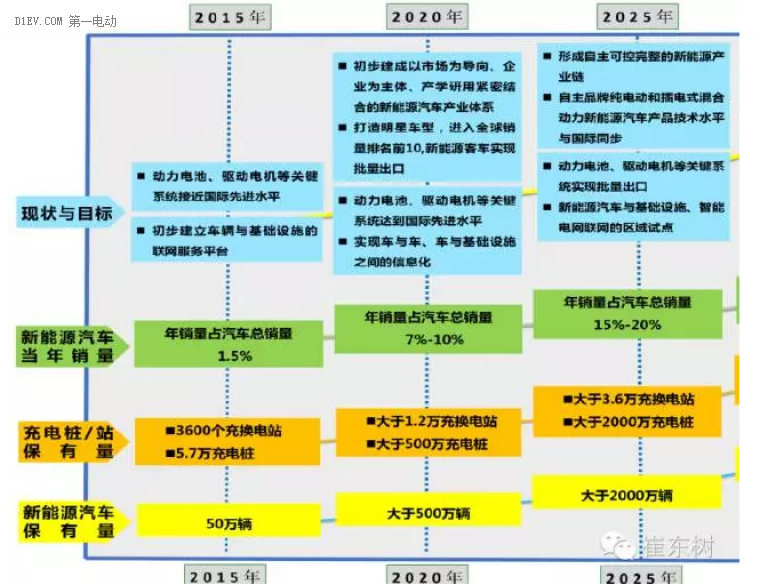 D1EV.COM 第一电动
2015年
2020年
2025年
现状与目标
■ 动力电池、驱动电机等关键
系统接近国际先进水平
■ 初步建立车辆与基础设施的
联网服务平台
■ 初步建成以市场为导向、企
业为主体、产学研用紧密结
合的新能源汽车产业体系
■ 打造明星车型，进入全球销
量排名前10,新能源客车实现
批量出口
■ 动力电池、驱动电机等关键
系统达到国际先进水平
■ 实现车与车、车与基础设施
之间的信息化
■ 形成自主可控完整的新能源产
业链
■ 自主品牌纯电动和插电式混合
动力新能源汽车产品技术水平
与国际同步
■ 动力电池、驱动电机等关键系
统实现批量出口
■ 新能源汽车与基础设施、智能
电网联网的区域试点
新能源汽车
当年销量
年销量占汽车总销量
1.5%
年销量占汽车总销量
7%-10%
年销量占汽车总销量
15%-20%
充电桩/站
保有量
■3600个充换电站
■5.7万充电桩
■大于1.2万充换电站
■大于500万充电桩
■大于3.6万充换电站
■大于2000万充电桩
新能源汽车
保有量
50万辆
大于500万辆
大于2000万辆
崔东树
2015年
2020年
2025年